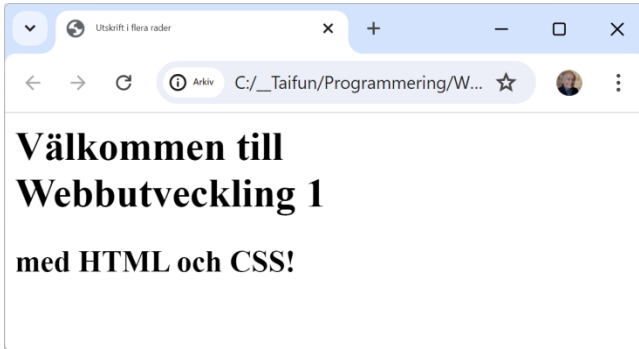 Utskrift i flera rader
Arkiv C:/__Taifun/Programmering/W...
Välkommen till
Webbutveckling 1
med HTML och CSS!